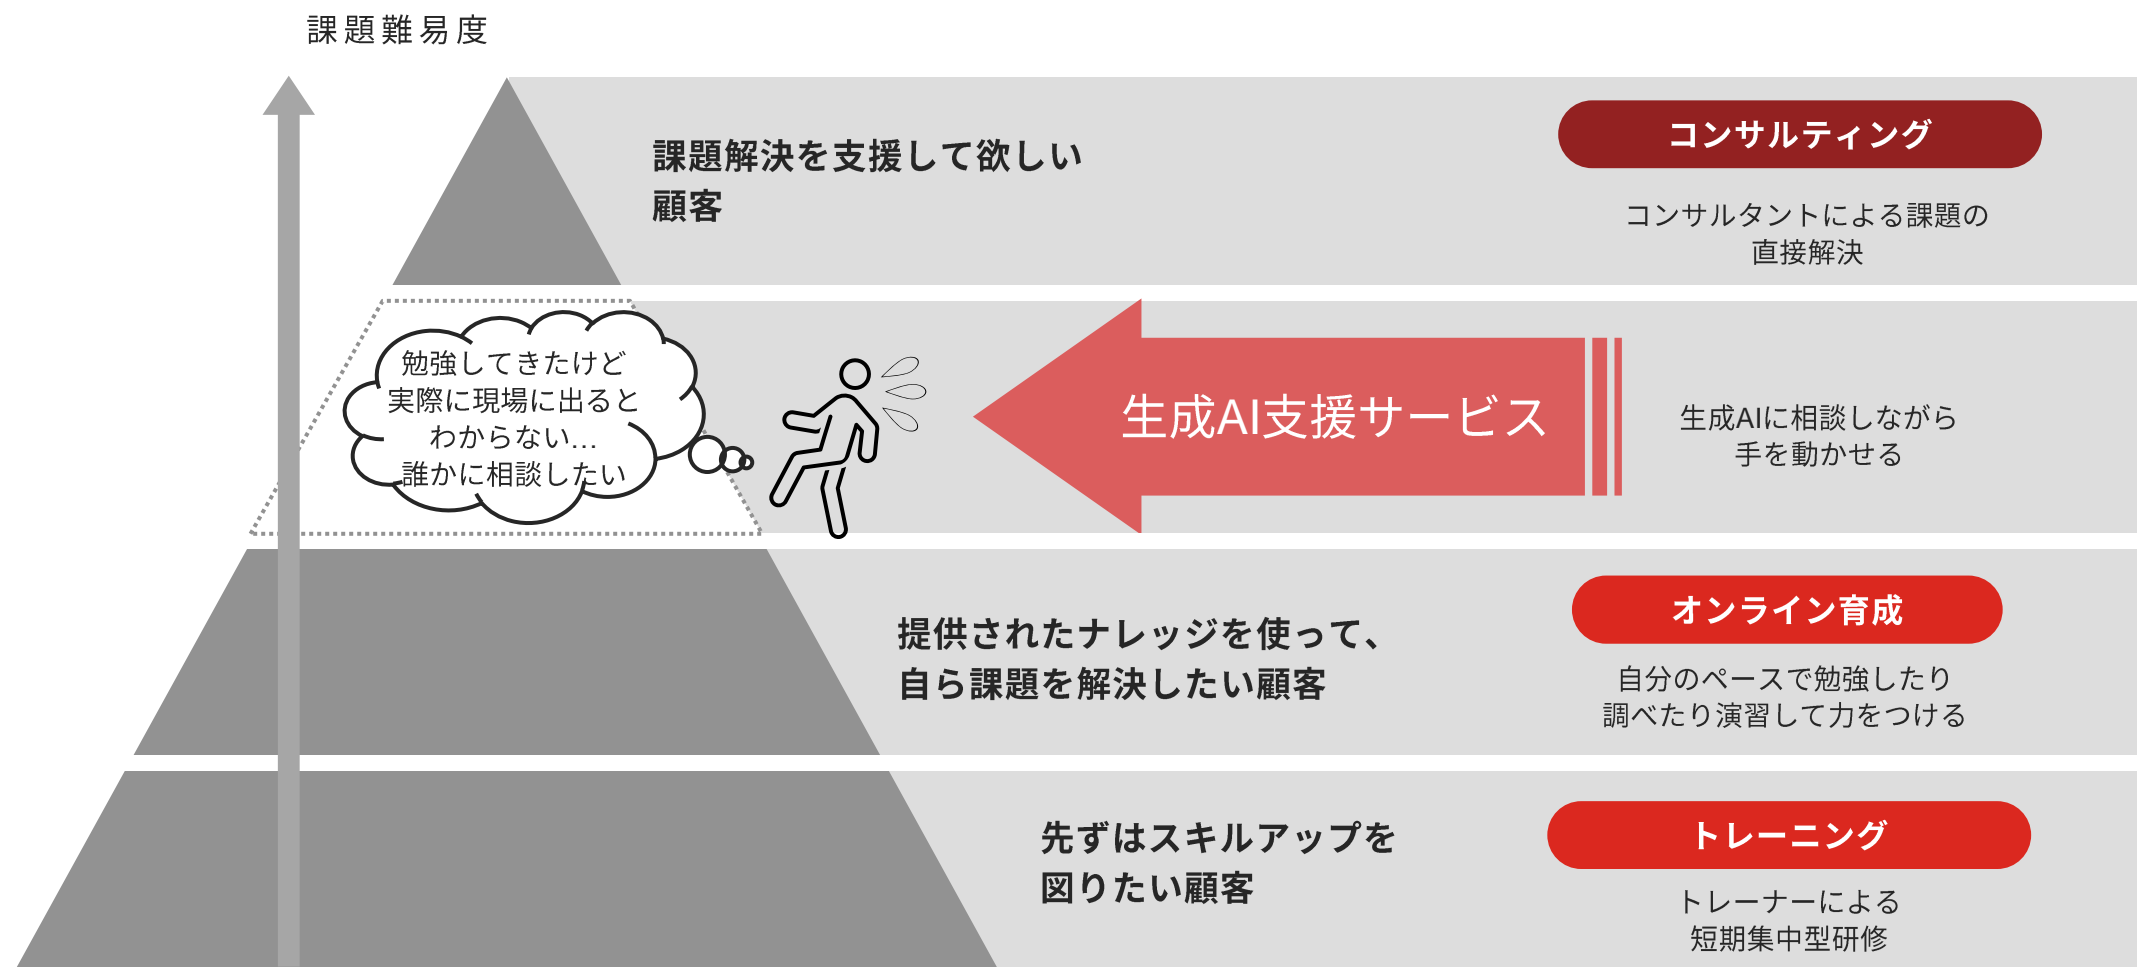 課題難易度
課題解決を支援して欲しい
顧客
コンサルティング
コンサルタントによる課題の
直接解決
勉強してきたけど
実際に現場に出ると
わからない…
誰かに相談したい
生成AI支援サービス
生成AIに相談しながら
手を動かせる
提供されたナレッジを使って、
自ら課題を解決したい顧客
オンライン育成
自分のペースで勉強したり
調べたり演習して力をつける
先ずはスキルアップを
図りたい顧客
トレーニング
トレーナーによる
短期集中型研修